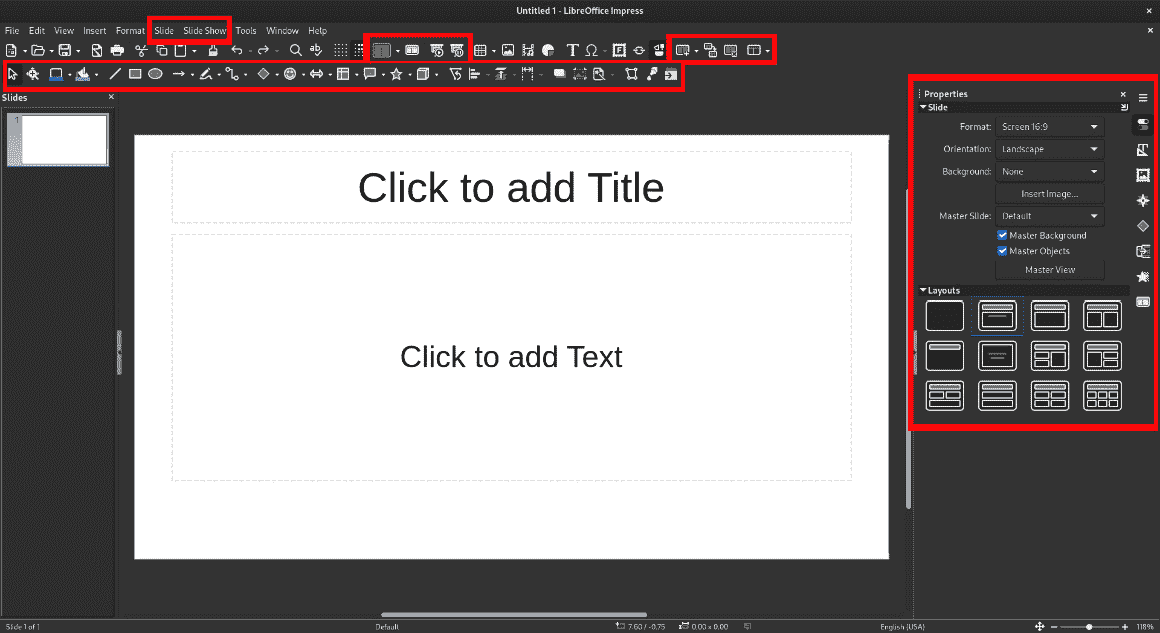 Untitled 1 - LibreOffice Impress
File Edit View Insert Format Slide Slide Show Tools Window Help
Slides
1
Click to add Title
Click to add Text
Properties
Slide
Format: Screen 16:9
Orientation: Landscape
Background: None
Insert Image...
Master Slide: Default
Master Background
Master Objects
Master View
Layouts
Slide 1 of 1 Default 7.60 / -0.75 0.00 x 0.00 English (USA) 118%